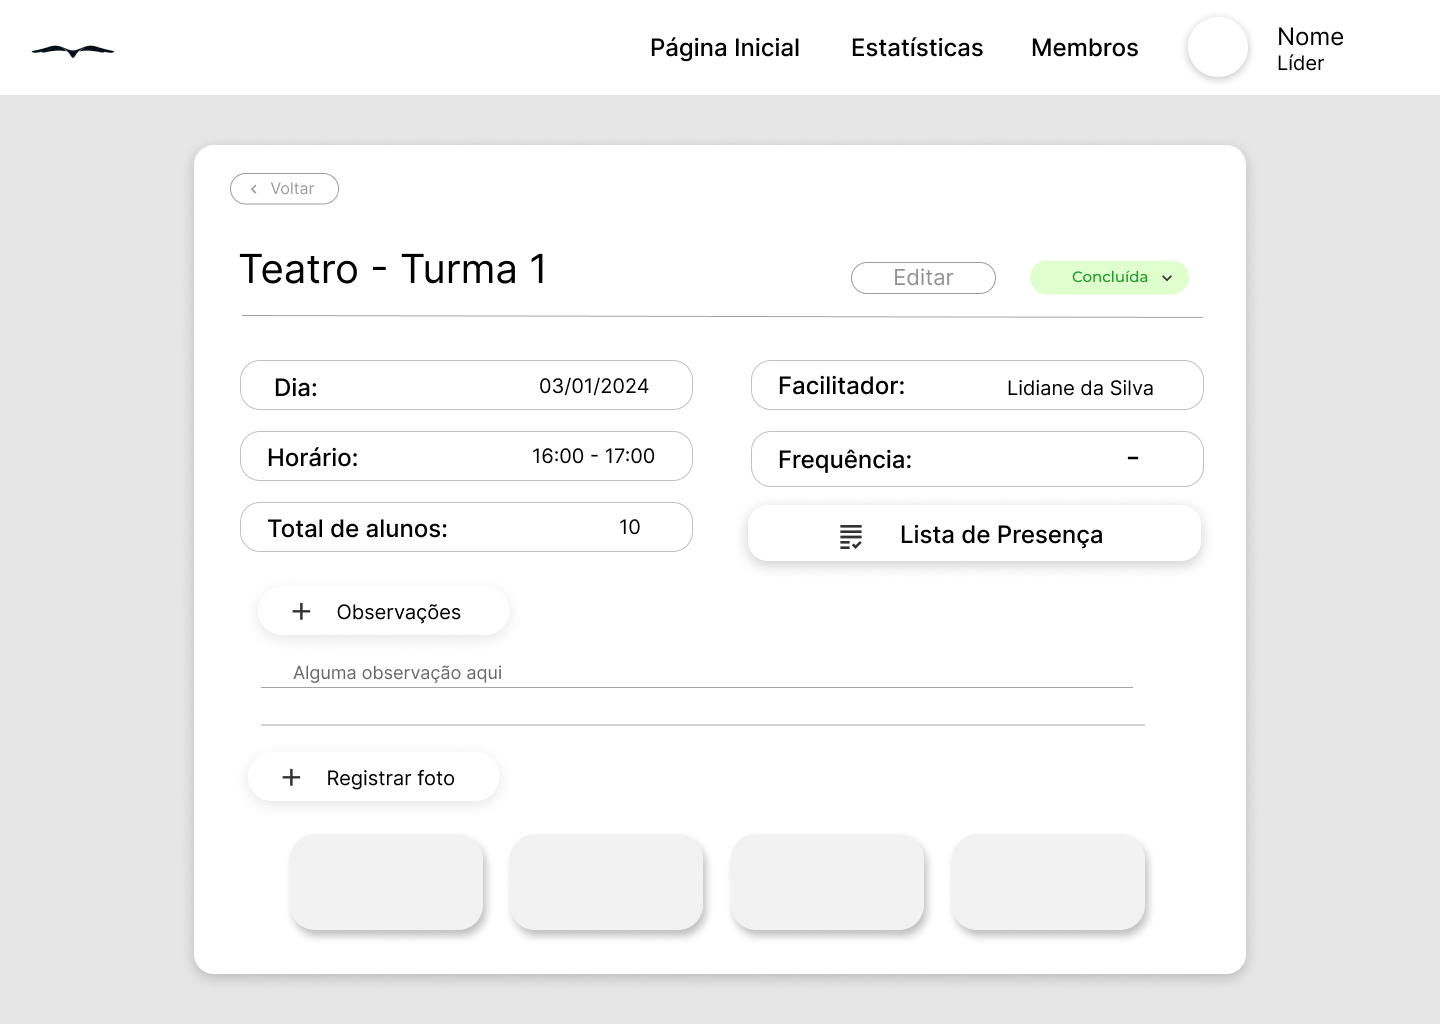 Página Inicial
Estatísticas
Membros
Nome
Líder
Voltar
Teatro - Turma 1
Editar
Concluída
Dia:
03/01/2024
Facilitador:
Lidiane da Silva
Horário:
16:00 - 17:00
Frequência:
-
Total de alunos:
10
Lista de Presença
+ Observações
Alguma observação aqui
+ Registrar foto